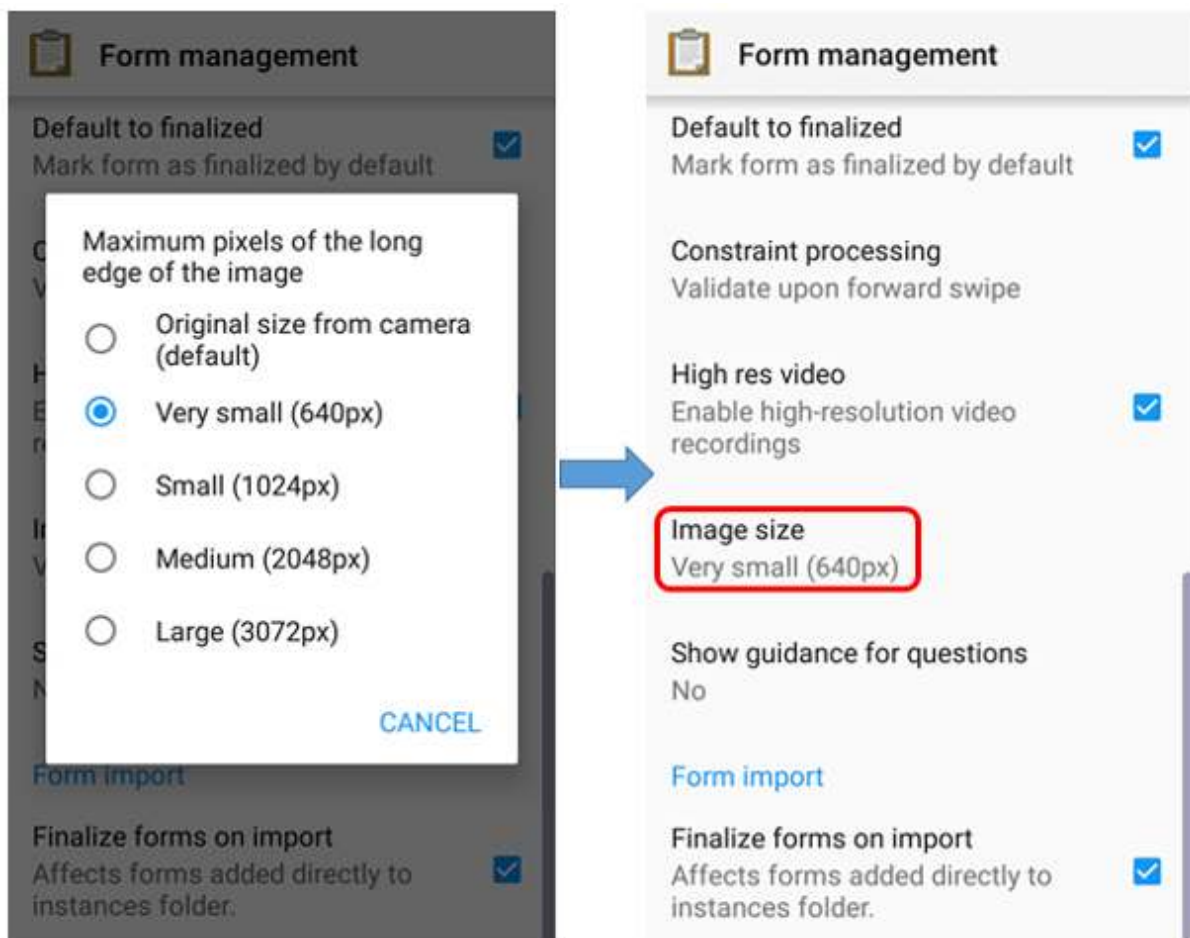 Form management
Default to finalized
Mark form as finalized by default
Maximum pixels of the long
edge of the image
Original size from camera
(default)
Very small (640px)
Small (1024px)
Medium (2048px)
Large (3072px)
CANCEL
Form import
Finalize forms on import
Affects forms added directly to
instances folder.
Form management
Default to finalized
Mark form as finalized by default
Constraint processing
Validate upon forward swipe
High res video
Enable high-resolution video
recordings
Image size
Very small (640px)
Show guidance for questions
No
Form import
Finalize forms on import
Affects forms added directly to
instances folder.